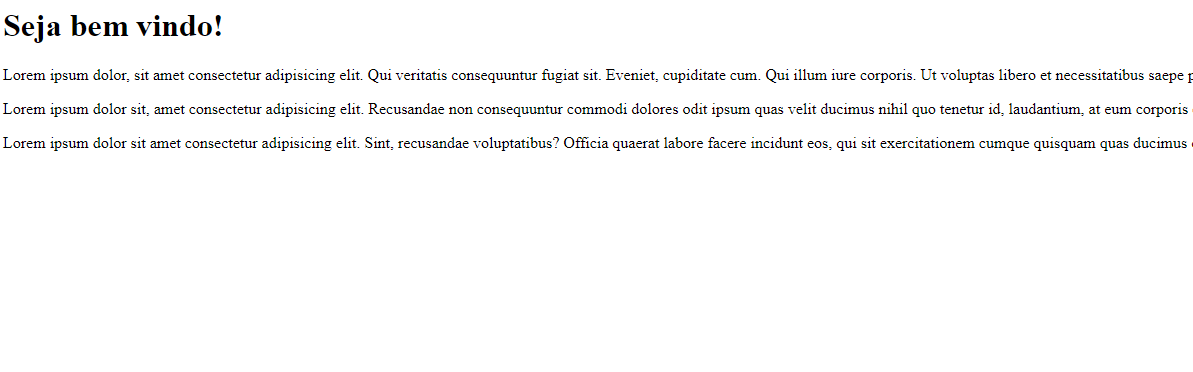 Seja bem vindo!
Lorem ipsum dolor, sit amet consectetur adipisicing elit. Qui veritatis consequuntur fugiat sit. Eveniet, cupiditate cum. Qui illum iure corporis. Ut voluptas libero et necessitatibus saepe
Lorem ipsum dolor sit, amet consectetur adipisicing elit. Recusandae non consequuntur commodi dolores odit ipsum quas velit ducimus nihil quo tenetur id, laudantium, at eum corporis
Lorem ipsum dolor sit amet consectetur adipisicing elit. Sint, recusandae voluptatibus? Officia quaerat labore facere incidunt eos, qui sit exercitationem cumque quisquam quas ducimus